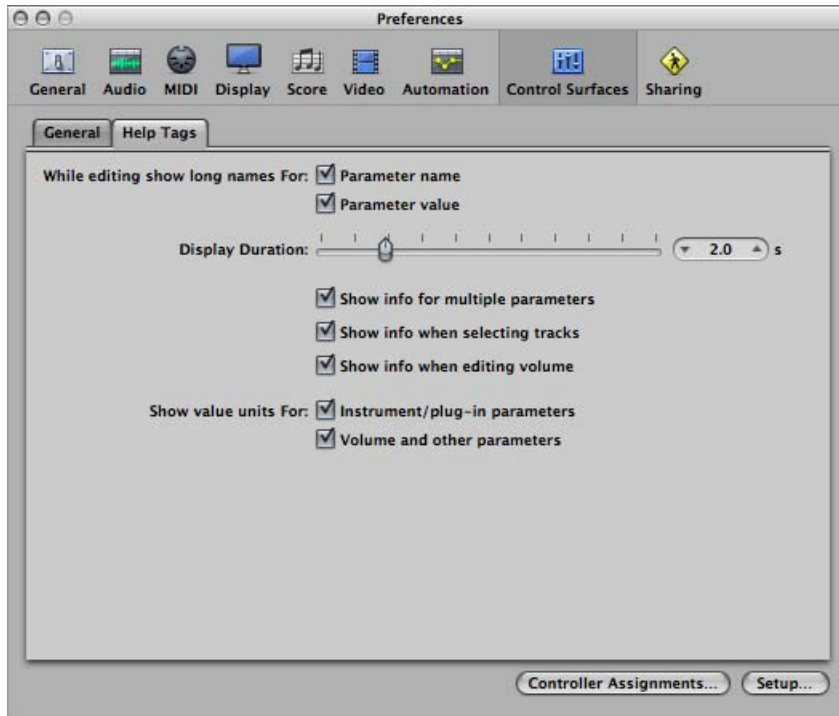 Preferences
General Audio MIDI Display Score Video Automation Control Surfaces Sharing
General Help Tags
While editing show long names For: Parameter name
Parameter value
Display Duration: 2.0 s
Show info for multiple parameters
Show info when selecting tracks
Show info when editing volume
Show value units For: Instrument/plug-in parameters
Volume and other parameters
Controller Assignments... Setup...